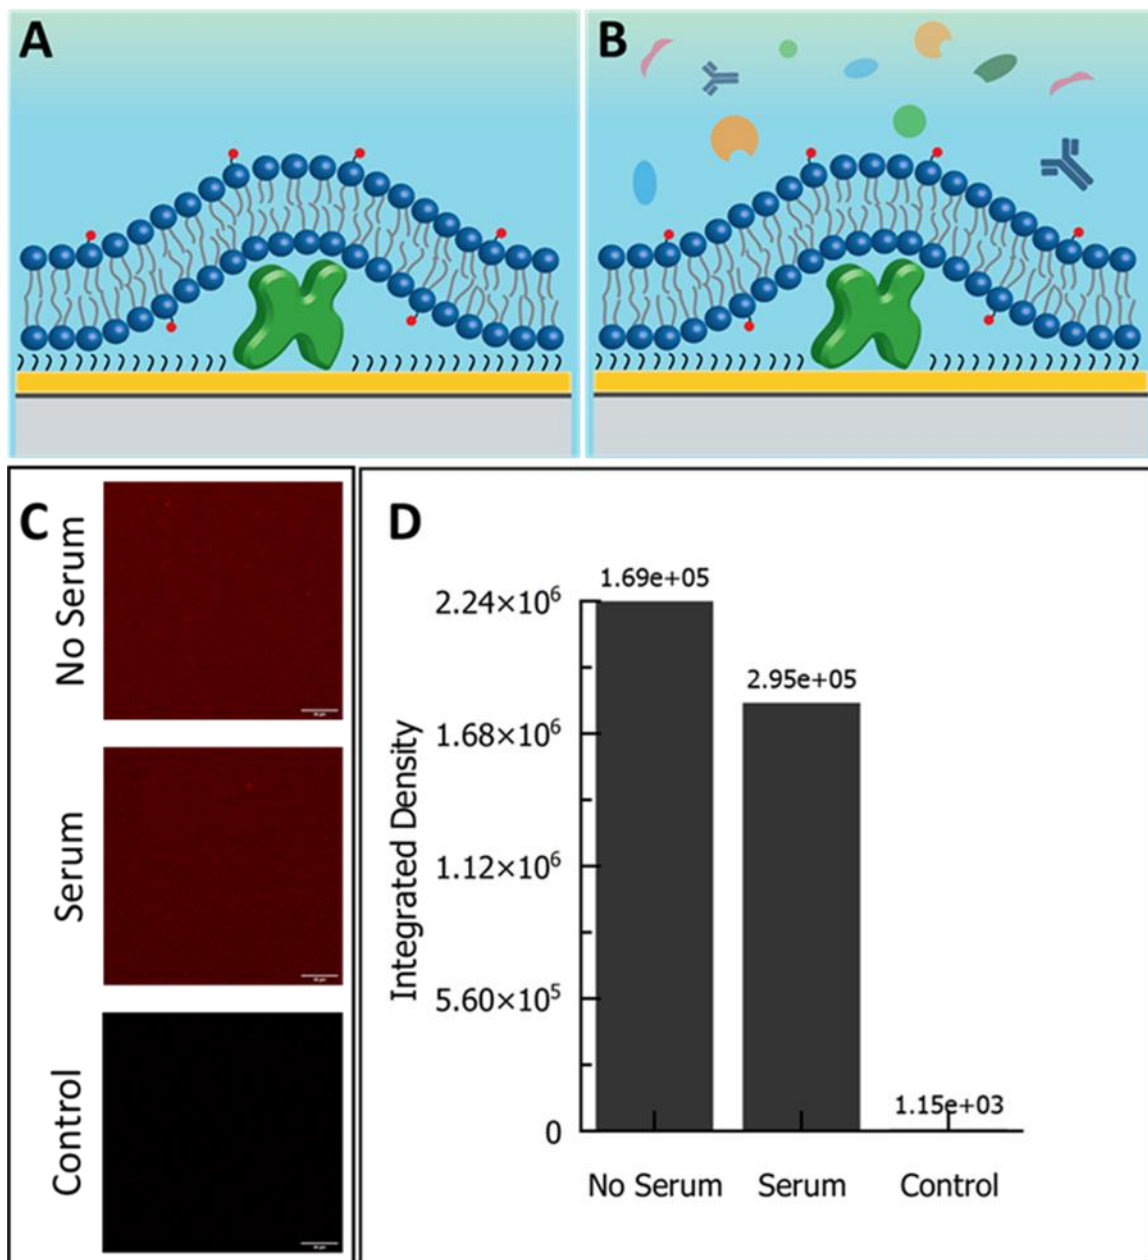 A
B
C
No Serum
Serum
Control
D
Integrated Density
2.24×10⁶
1.68×10⁶
1.12×10⁶
5.60×10⁵
0
1.69e+05
2.95e+05
1.15e+03
No Serum
Serum
Control